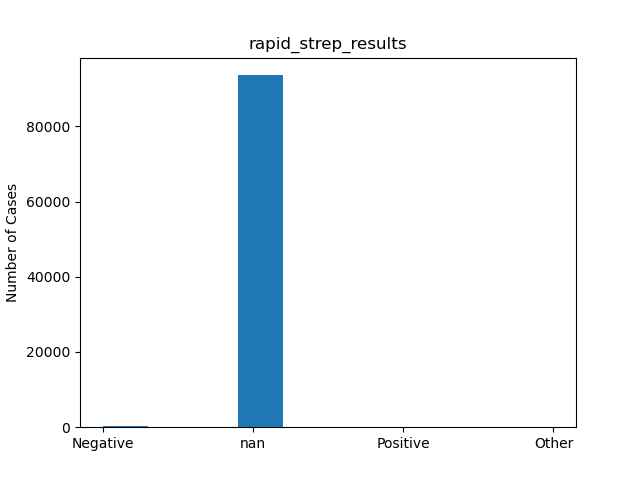 rapid_strep_results
Number of Cases
80000
60000
40000
20000
0
Negative nan Positive Other